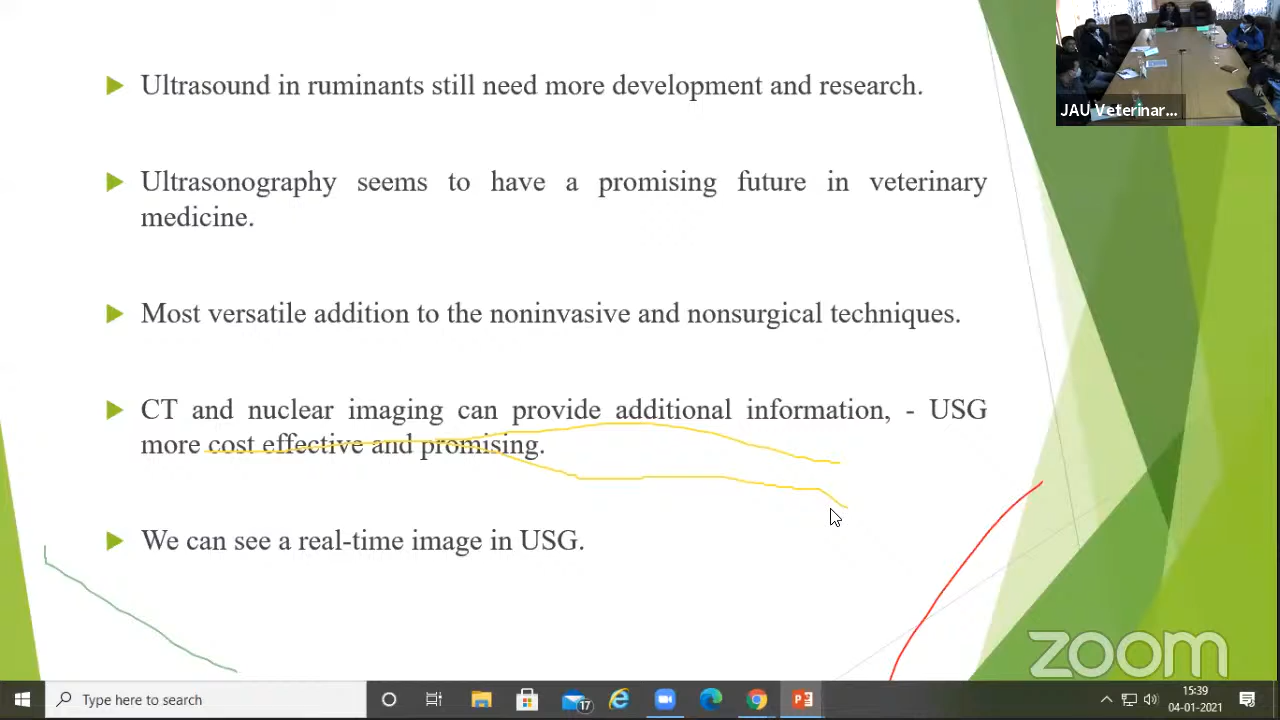 Ultrasound in ruminants still need more development and research.
Ultrasonography seems to have a promising future in veterinary
medicine.
Most versatile addition to the noninvasive and nonsurgical techniques.
CT and nuclear imaging can provide additional information, - USG
more cost effective and promising.
We can see a real-time image in USG.
JAU Veterinar...
zoom
Type here to search
17
15:39
04-01-2021